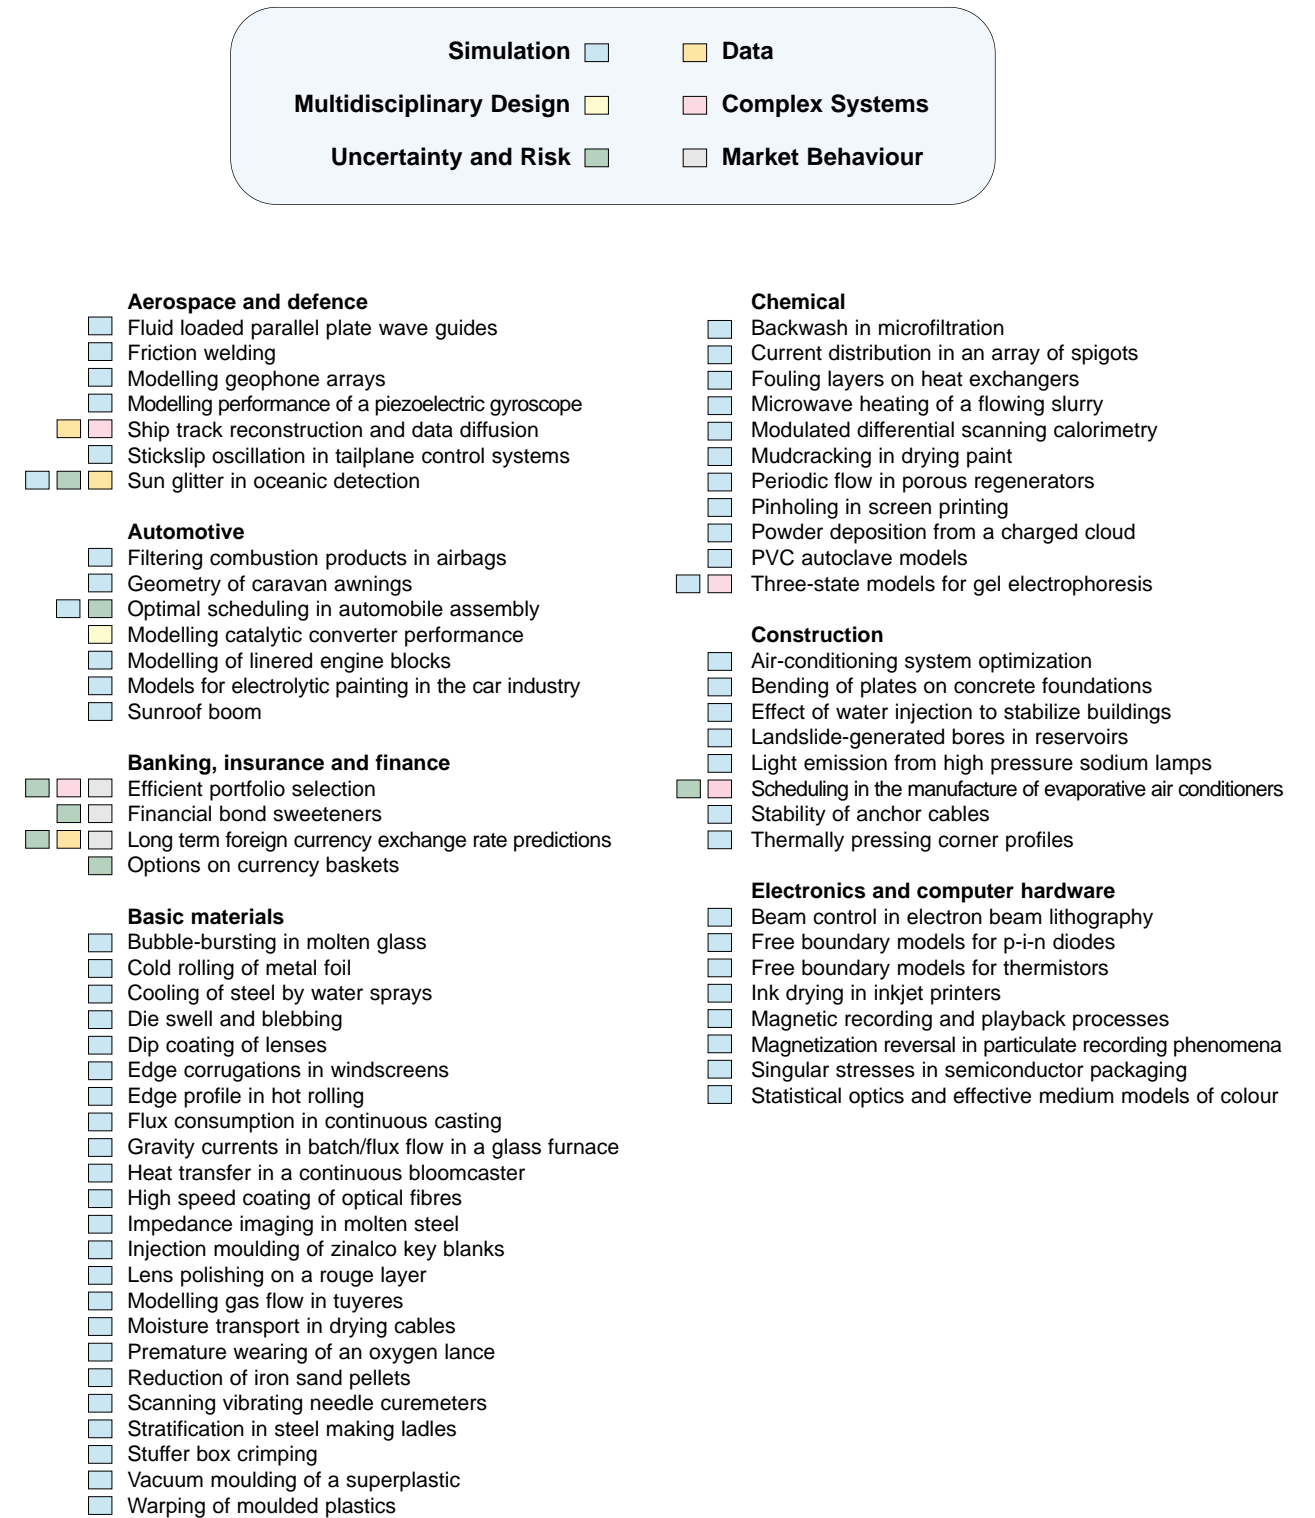 Simulation
Data
Multidisciplinary Design
Complex Systems
Uncertainty and Risk
Market Behaviour
Aerospace and defence
Fluid loaded parallel plate wave guides
Friction welding
Modelling geophone arrays
Modelling performance of a piezoelectric gyroscope
Ship track reconstruction and data diffusion
Stickslip oscillation in tailplane control systems
Sun glitter in oceanic detection
Automotive
Filtering combustion products in airbags
Geometry of caravan awnings
Optimal scheduling in automobile assembly
Modelling catalytic converter performance
Modelling of linered engine blocks
Models for electrolytic painting in the car industry
Sunroof boom
Banking, insurance and finance
Efficient portfolio selection
Financial bond sweeteners
Long term foreign currency exchange rate predictions
Options on currency baskets
Basic materials
Bubble-bursting in molten glass
Cold rolling of metal foil
Cooling of steel by water sprays
Die swell and blebbing
Dip coating of lenses
Edge corrugations in windscreens
Edge profile in hot rolling
Flux consumption in continuous casting
Gravity currents in batch/flux flow in a glass furnace
Heat transfer in a continuous bloomcaster
High speed coating of optical fibres
Impedance imaging in molten steel
Injection moulding of zinalco key blanks
Lens polishing on a rouge layer
Modelling gas flow in tuyeres
Moisture transport in drying cables
Premature wearing of an oxygen lance
Reduction of iron sand pellets
Scanning vibrating needle curemeters
Stratification in steel making ladles
Stuffer box crimping
Vacuum moulding of a superplastic
Warping of moulded plastics
Chemical
Backwash in microfiltration
Current distribution in an array of spigots
Fouling layers on heat exchangers
Microwave heating of a flowing slurry
Modulated differential scanning calorimetry
Mudcracking in drying paint
Periodic flow in porous regenerators
Pinholing in screen printing
Powder deposition from a charged cloud
PVC autoclave models
Three-state models for gel electrophoresis
Construction
Air-conditioning system optimization
Bending of plates on concrete foundations
Effect of water injection to stabilize buildings
Landslide-generated bores in reservoirs
Light emission from high pressure sodium lamps
Scheduling in the manufacture of evaporative air conditioners
Stability of anchor cables
Thermally pressing corner profiles
Electronics and computer hardware
Beam control in electron beam lithography
Free boundary models for p-i-n diodes
Free boundary models for thermistors
Ink drying in inkjet printers
Magnetic recording and playback processes
Magnetization reversal in particulate recording phenomena
Singular stresses in semiconductor packaging
Statistical optics and effective medium models of colour